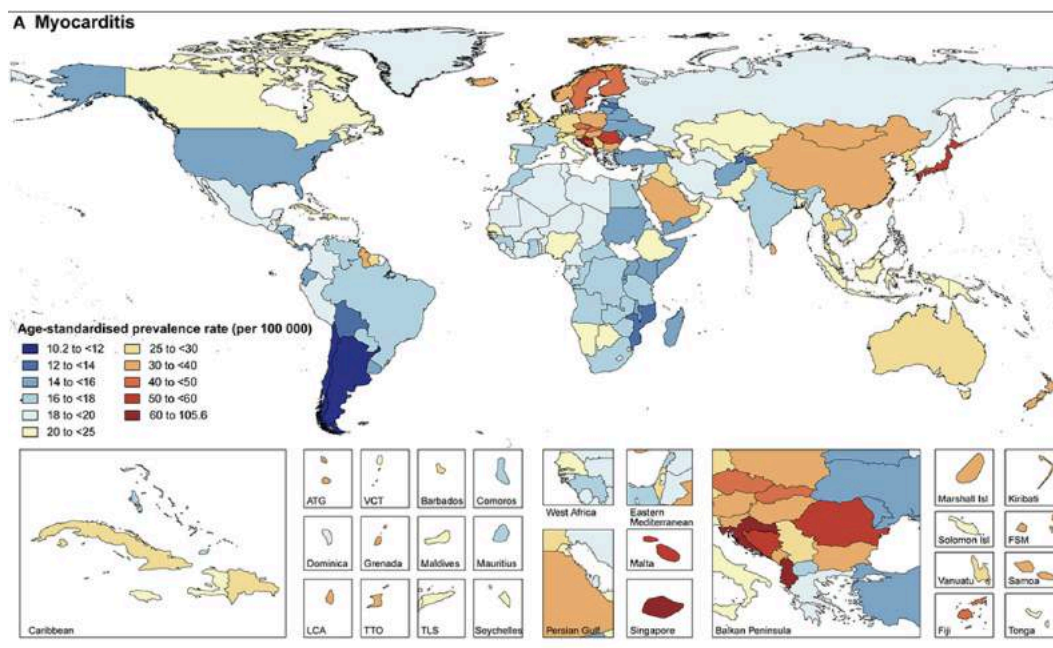 A Myocarditis
Age-standardised prevalence rate (per 100 000)
10.2 to <12
12 to <14
14 to <16
16 to <18
18 to <20
20 to <25
25 to <30
30 to <40
40 to <50
50 to <60
60 to 105.6
Caribbean
ATG
VCT
Barbados
Comoros
Dominica
Grenada
Maldives
Mauritius
LCA
TTO
TLS
Seychelles
West Africa
Eastern
Mediterranean
Persian Gulf
Malta
Singapore
Balkan Peninsula
Marshall Isl
Kiribati
Solomon Isl
FSM
Vanuatu
Samoa
Fiji
Tonga